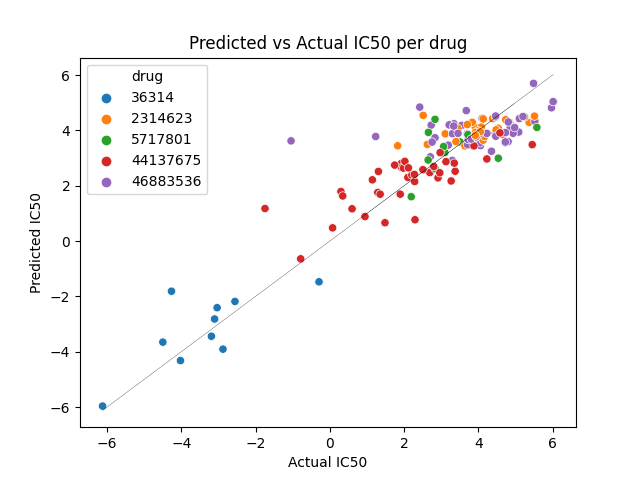 Predicted vs Actual IC50 per drug
drug
36314
2314623
5717801
44137675
46883536
6
4
2
0
−2
−4
−6
Predicted IC50
−6 −4 −2 0 2 4 6
Actual IC50